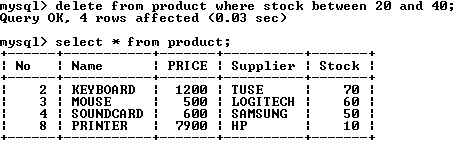 mysql> delete from product where stock between 20 and 40;
Query OK, 4 rows affected (0.03 sec)
mysql> select * from product;
+------+-----------+-------+----------+-------+
| No | Name | PRICE | Supplier | Stock |
+------+-----------+-------+----------+-------+
| 2 | KEYBOARD | 1200 | TUSE | 70 |
| 3 | MOUSE | 500 | LOGITECH | 60 |
| 4 | SOUNDCARD | 600 | SAMSUNG | 50 |
| 8 | PRINTER | 7900 | HP | 10 |
+------+-----------+-------+----------+-------+